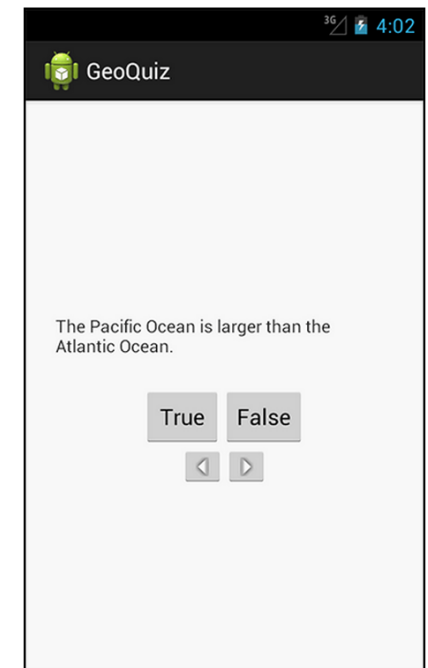 3G 4:02
GeoQuiz
The Pacific Ocean is larger than the
Atlantic Ocean.
True False